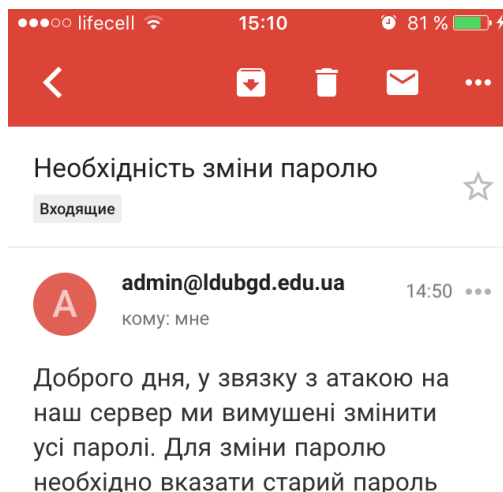 lifecell 15:10 81 %
Необхідність зміни паролю
Входящие
A
admin@ldubgd.edu.ua
14:50
кому: мне
Доброго дня, у звязку з атакою на
наш сервер ми вимушені змінити
усі паролі. Для зміни паролю
необхідно вказати старий пароль